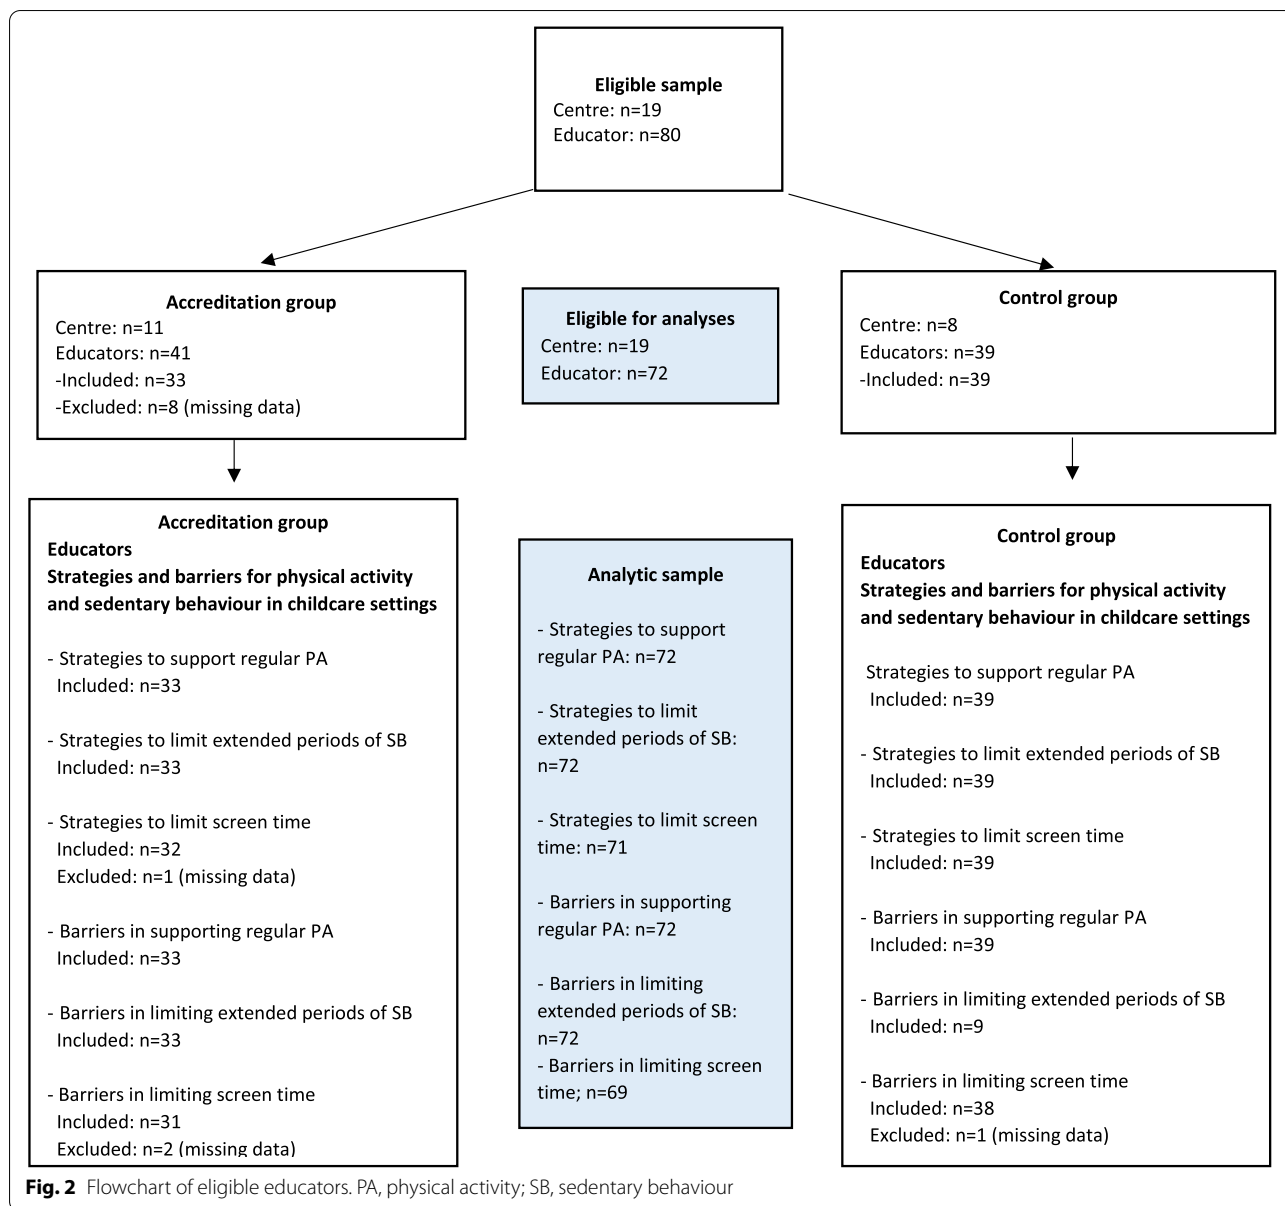 Eligible sample
Centre: n=19
Educator: n=80
Accreditation group
Centre: n=11
Educators: n=41
-Included: n=33
-Excluded: n=8 (missing data)
Eligible for analyses
Centre: n=19
Educator: n=72
Control group
Centre: n=8
Educators: n=39
-Included: n=39
Accreditation group
Educators
Strategies and barriers for physical activity
and sedentary behaviour in childcare settings
- Strategies to support regular PA
Included: n=33
- Strategies to limit extended periods of SB
Included: n=33
- Strategies to limit screen time
Included: n=32
Excluded: n=1 (missing data)
- Barriers in supporting regular PA
Included: n=33
- Barriers in limiting extended periods of SB
Included: n=33
- Barriers in limiting screen time
Included: n=31
Excluded: n=2 (missing data)
Analytic sample
- Strategies to support
regular PA: n=72
- Strategies to limit
extended periods of SB:
n=72
- Strategies to limit screen
time: n=71
- Barriers in supporting
regular PA: n=72
- Barriers in limiting
extended periods of SB:
n=72
- Barriers in limiting screen
time; n=69
Control group
Educators
Strategies and barriers for physical activity
and sedentary behaviour in childcare settings
Strategies to support regular PA
Included: n=39
- Strategies to limit extended periods of SB
Included: n=39
- Strategies to limit screen time
Included: n=39
- Barriers in supporting regular PA
Included: n=39
- Barriers in limiting extended periods of SB
Included: n=9
- Barriers in limiting screen time
Included: n=38
Excluded: n=1 (missing data)
Fig. 2 Flowchart of eligible educators. PA, physical activity; SB, sedentary behaviour